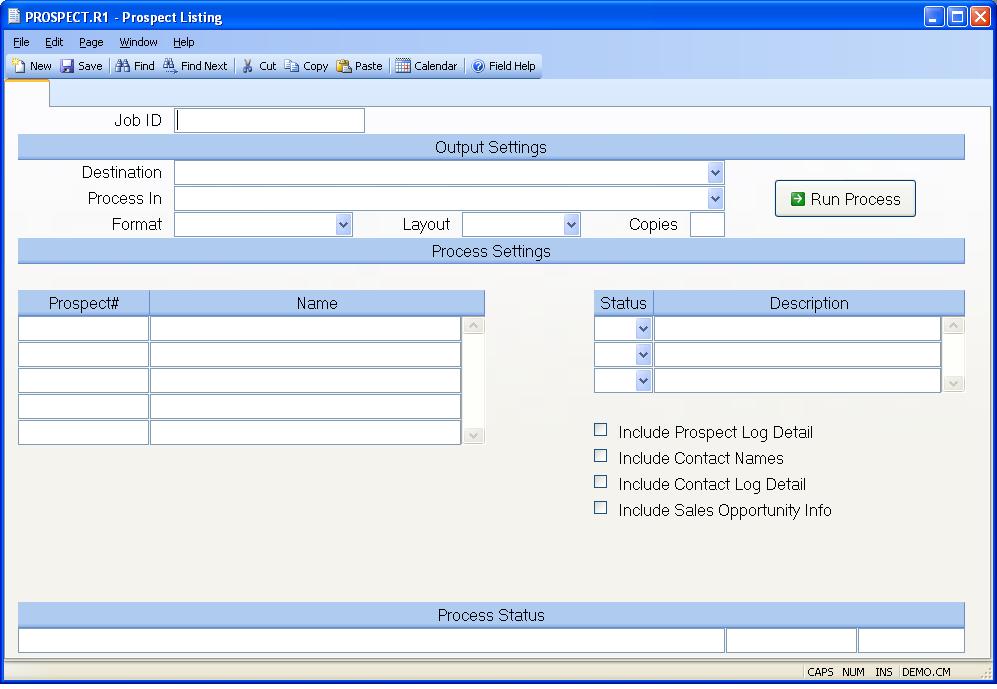 PROSPECT.R1 - Prospect Listing
File Edit Page Window Help
New Save Find Find Next Cut Copy Paste Calendar Field Help
Job ID
Output Settings
Destination
Process In
Run Process
Format Layout Copies
Process Settings
Prospect# Name Status Description
Include Prospect Log Detail
Include Contact Names
Include Contact Log Detail
Include Sales Opportunity Info
Process Status
CAPS NUM INS DEMO.CM